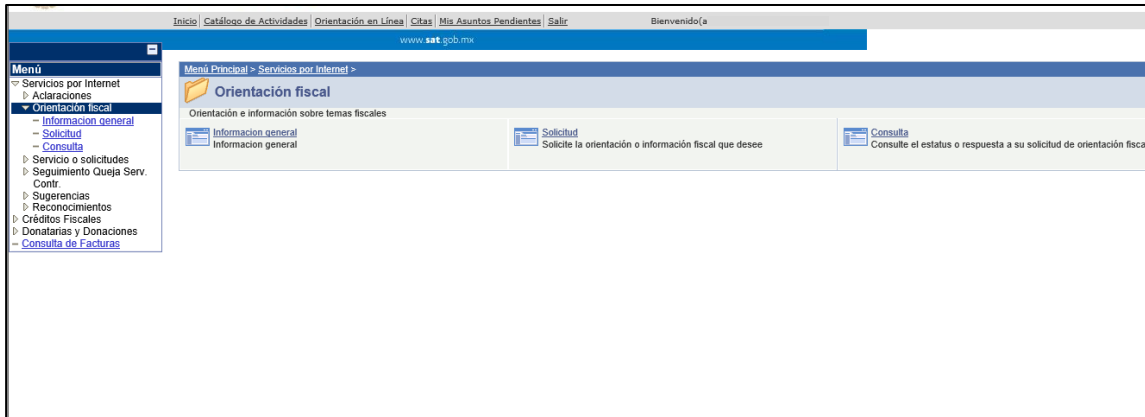 Inicio Catálogo de Actividades Orientación en Línea Citas Mis Asuntos Pendientes Salir Bienvenido(a
www.sat.gob.mx
Menú
Servicios por Internet
Aclaraciones
Orientación fiscal
Informacion general
Solicitud
Consulta
Servicio o solicitudes
Seguimiento Queja Serv.
Contr.
Sugerencias
Reconocimientos
Créditos Fiscales
Donatarias y Donaciones
Consulta de Facturas
Menú Principal > Servicios por Internet >
Orientación fiscal
Orientación e información sobre temas fiscales
Informacion general
Informacion general
Solicitud
Solicite la orientación o información fiscal que desee
Consulta
Consulte el estatus o respuesta a su solicitud de orientación fisca